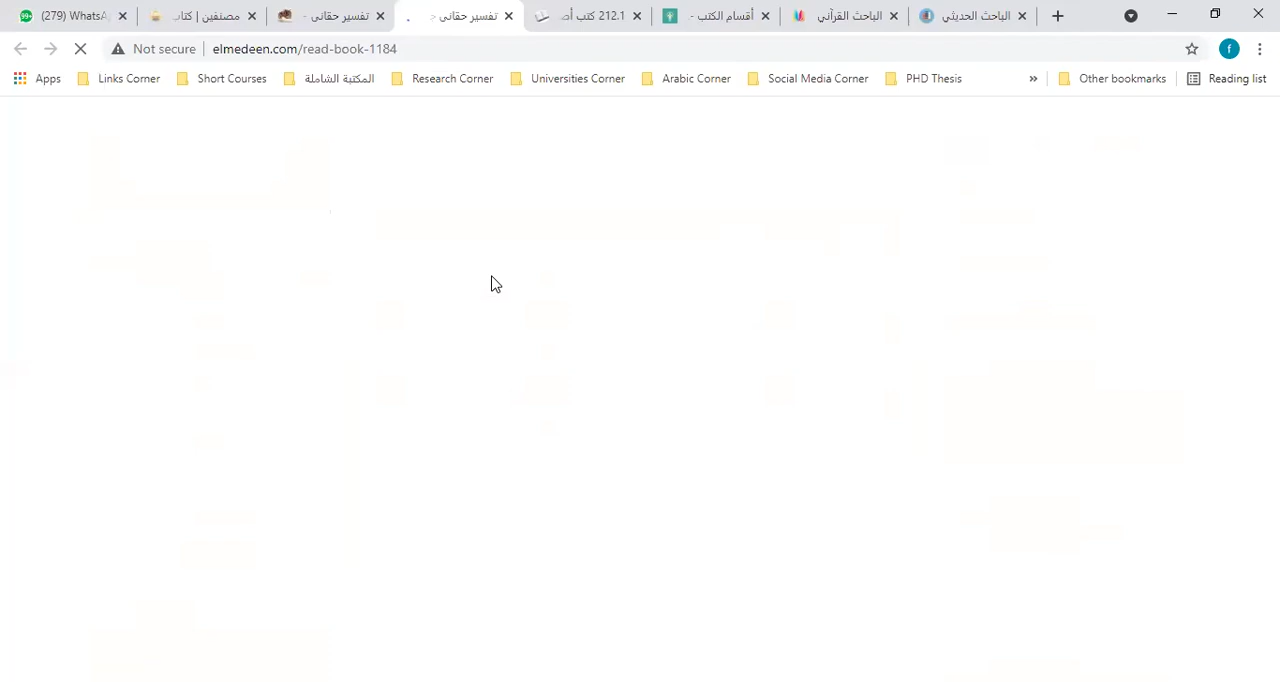 (279) WhatsA
مصنفين | كتاب
تفسير حقانی -
تفسير حقانی >
212.1 كتب أص
أقسام الكتب -
الباحث القرآني
الباحث الحديثي
Not secure
elmedeen.com/read-book-1184
f
Apps
Links Corner
Short Courses
المكتبة الشاملة
Research Corner
Universities Corner
Arabic Corner
Social Media Corner
PHD Thesis
»
Other bookmarks
Reading list